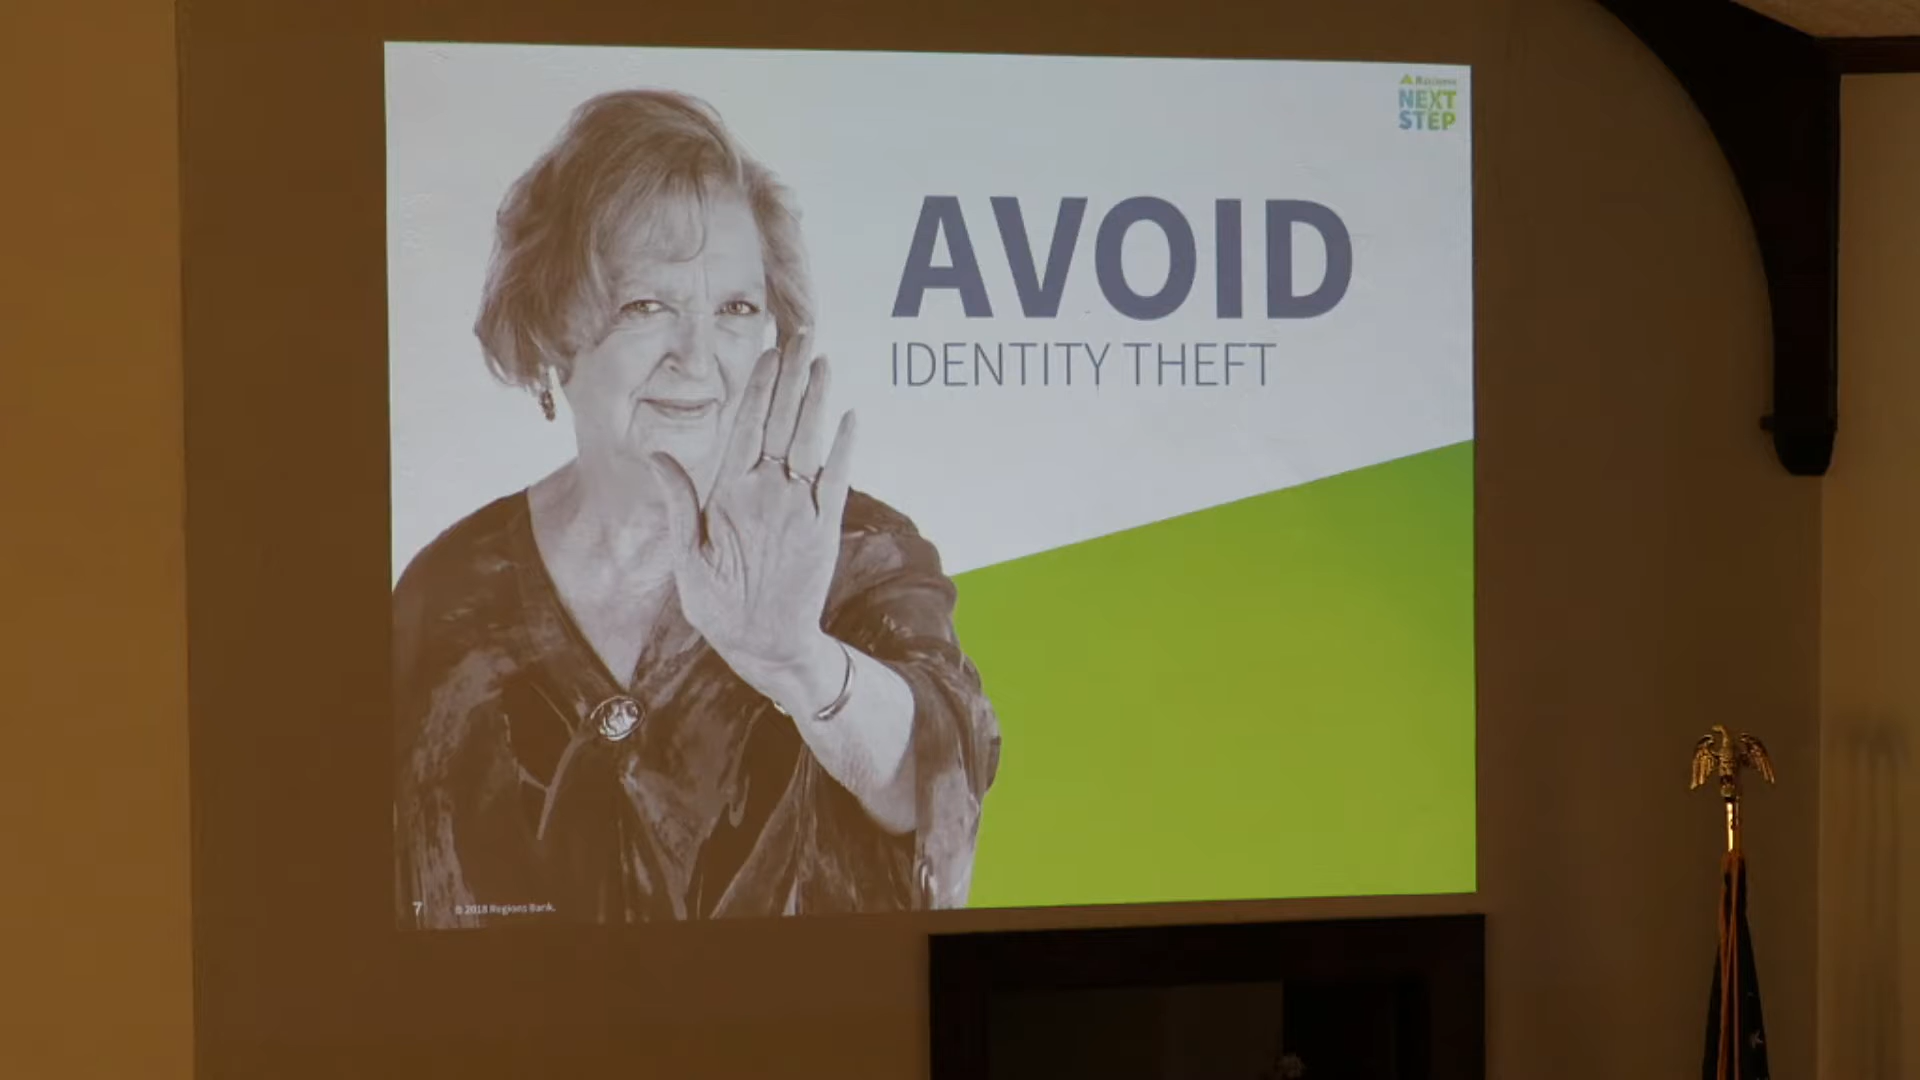 Regions
NEXT
STEP
AVOID
IDENTITY THEFT
7
© 2018 Regions Bank.